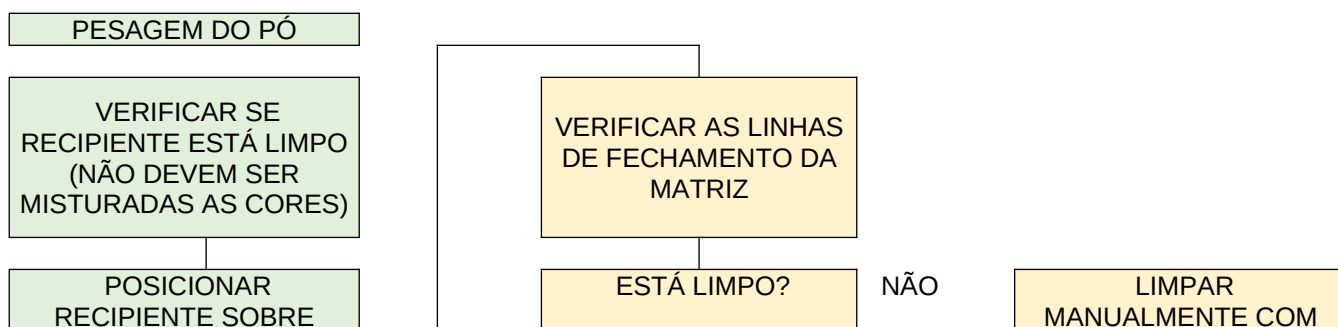 PESAGEM DO PÓ
VERIFICAR SE
RECIPIENTE ESTÁ LIMPO
(NÃO DEVEM SER
MISTURADAS AS CORES)
POSICIONAR
RECIPIENTE SOBRE
VERIFICAR AS LINHAS
DE FECHAMENTO DA
MATRIZ
ESTÁ LIMPO?
NÃO
LIMPAR
MANUALMENTE COM